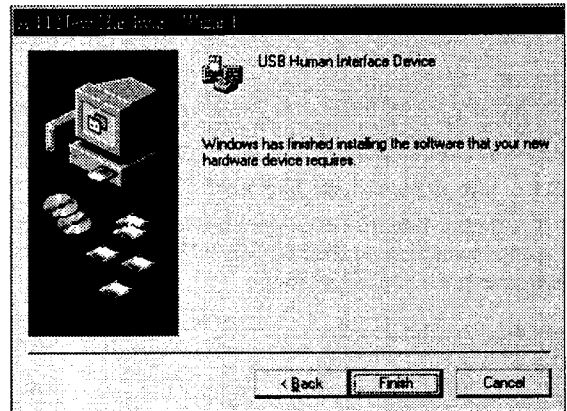 USB Human Interface Device
Windows has finished installing the software that your new
hardware device requires.
< Back
Finish
Cancel